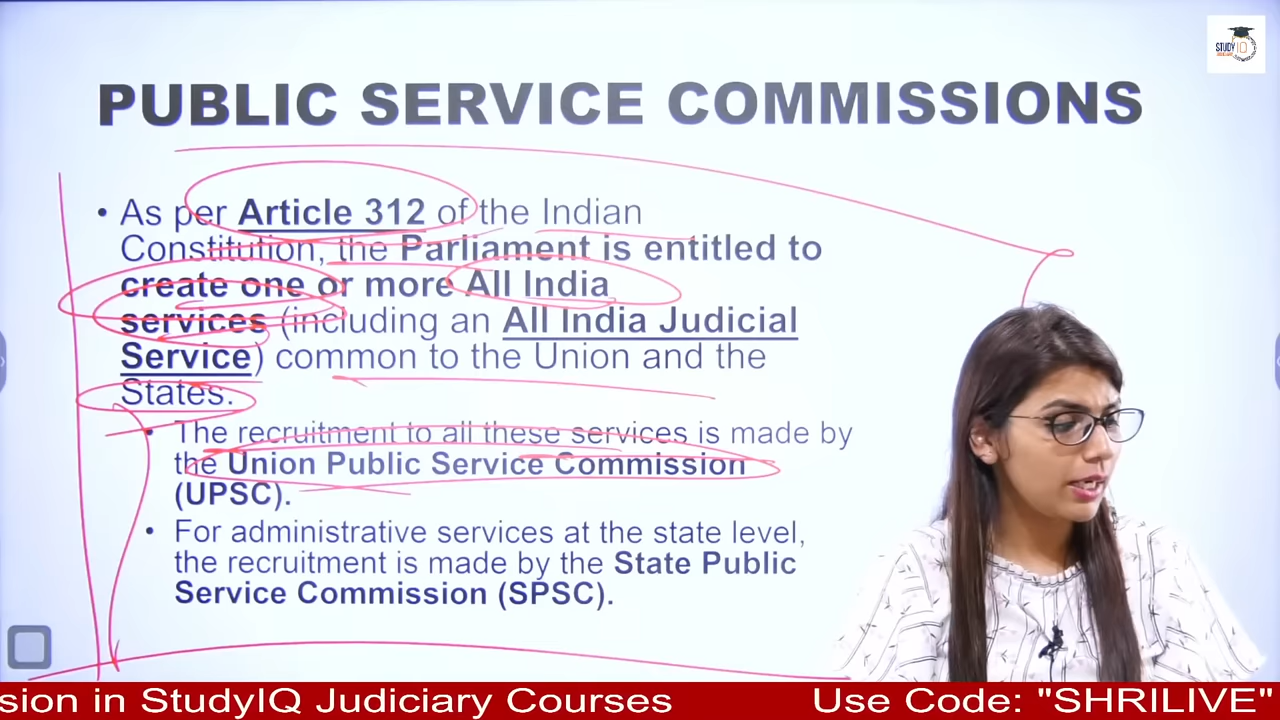 STUDY IQ
PUBLIC SERVICE COMMISSIONS
• As per Article 312 of the Indian
Constitution, the Parliament is entitled to
create one or more All India
services (including an All India Judicial
Service) common to the Union and the
States.
• The recruitment to all these services is made by
the Union Public Service Commission
(UPSC).
• For administrative services at the state level,
the recruitment is made by the State Public
Service Commission (SPSC).
sion in StudyIQ Judiciary Courses
Use Code: "SHRILIVE"